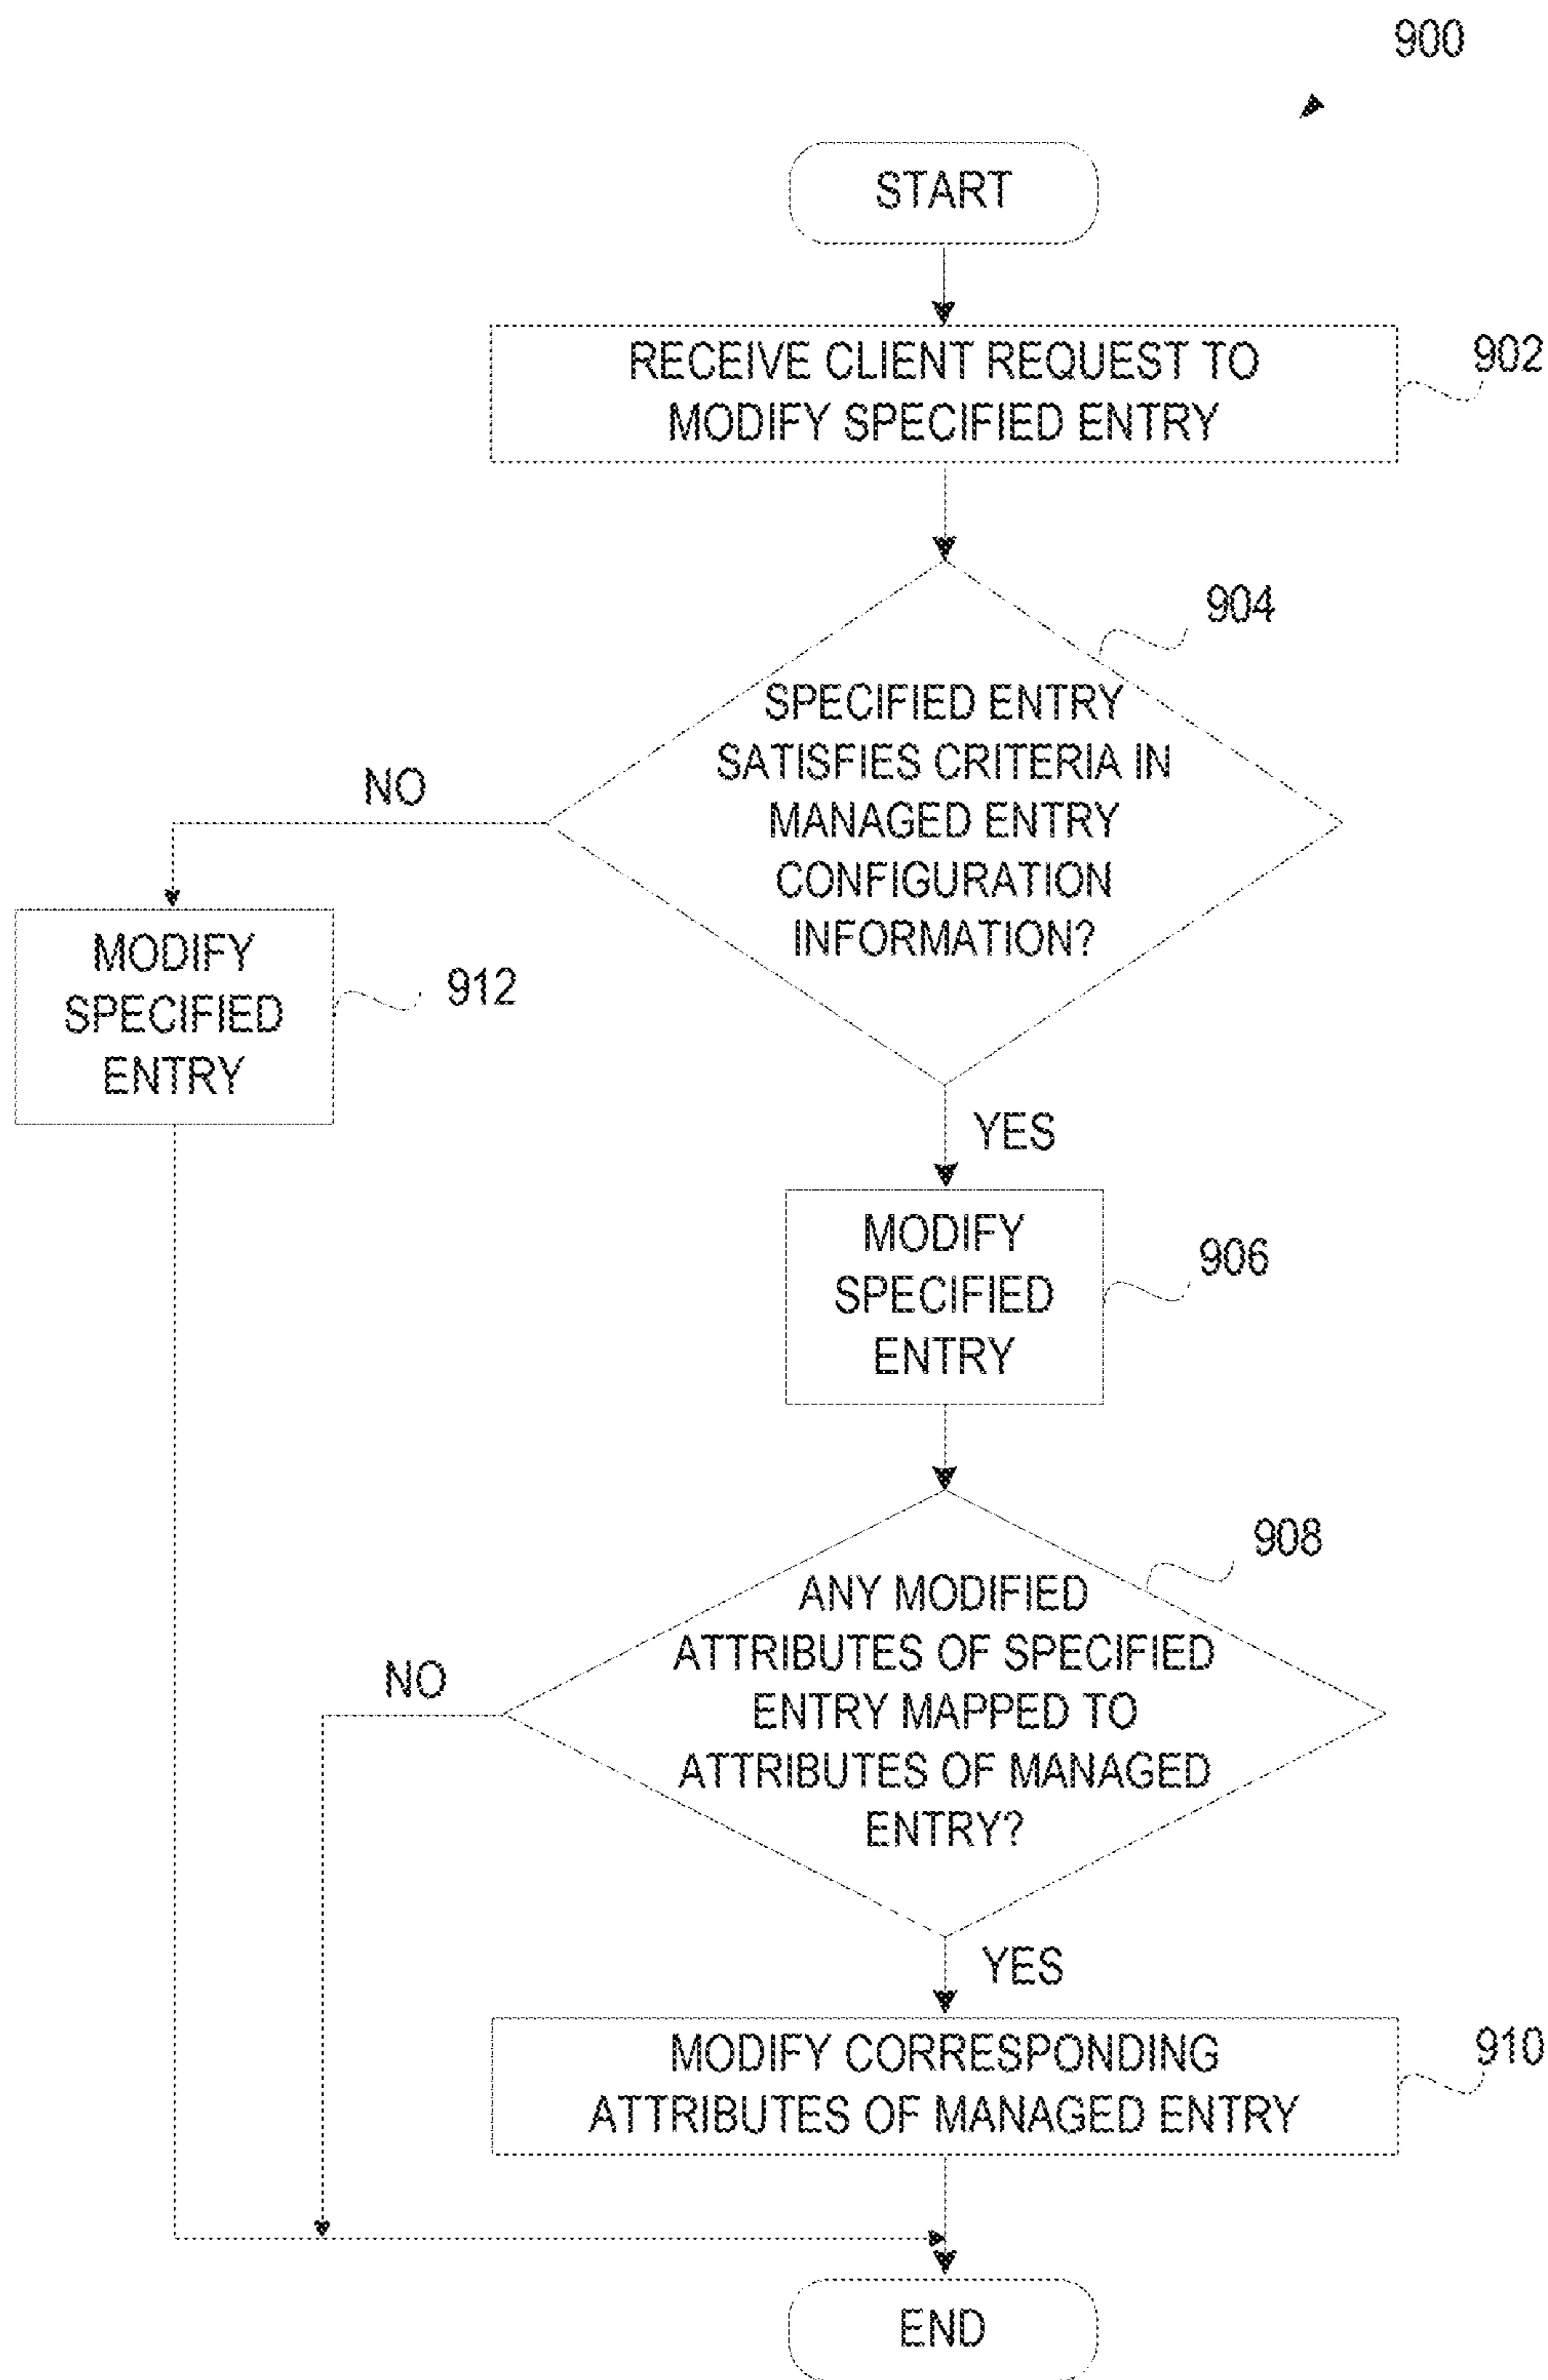 900
START
RECEIVE CLIENT REQUEST TO
MODIFY SPECIFIED ENTRY
902
904
SPECIFIED ENTRY
SATISFIES CRITERIA IN
MANAGED ENTRY
CONFIGURATION
INFORMATION?
NO
MODIFY
SPECIFIED
ENTRY
912
YES
MODIFY
SPECIFIED
ENTRY
906
908
ANY MODIFIED
ATTRIBUTES OF SPECIFIED
ENTRY MAPPED TO
ATTRIBUTES OF MANAGED
ENTRY?
NO
YES
MODIFY CORRESPONDING
ATTRIBUTES OF MANAGED ENTRY
910
END